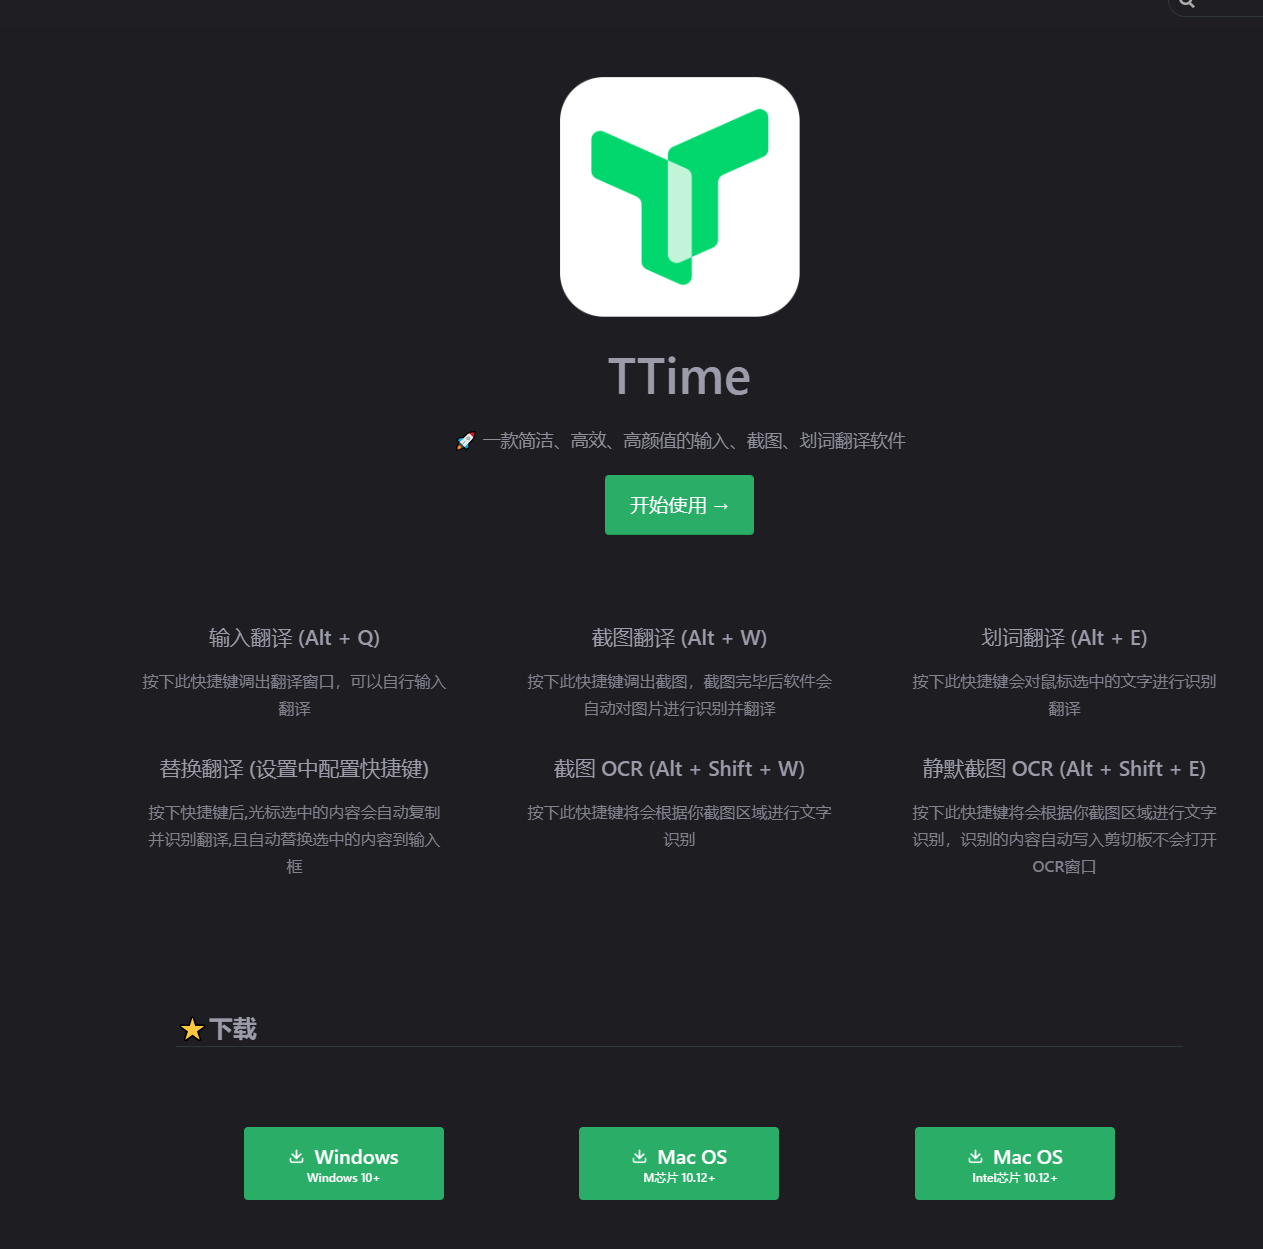 TTime
🚀 一款简洁、高效、高颜值的输入、截图、划词翻译软件
开始使用 →
输入翻译 (Alt + Q)
按下此快捷键调出翻译窗口，可以自行输入
翻译
截图翻译 (Alt + W)
按下此快捷键调出截图，截图完毕后软件会
自动对图片进行识别并翻译
划词翻译 (Alt + E)
按下此快捷键会对鼠标选中的文字进行识别
翻译
替换翻译 (设置中配置快捷键)
按下快捷键后,光标选中的内容会自动复制
并识别翻译,且自动替换选中的内容到输入
框
截图 OCR (Alt + Shift + W)
按下此快捷键将会根据你截图区域进行文字
识别
静默截图 OCR (Alt + Shift + E)
按下此快捷键将会根据你截图区域进行文字
识别，识别的内容自动写入剪切板不会打开
OCR窗口
⭐ 下载
Windows
Windows 10+
Mac OS
M芯片 10.12+
Mac OS
Intel芯片 10.12+